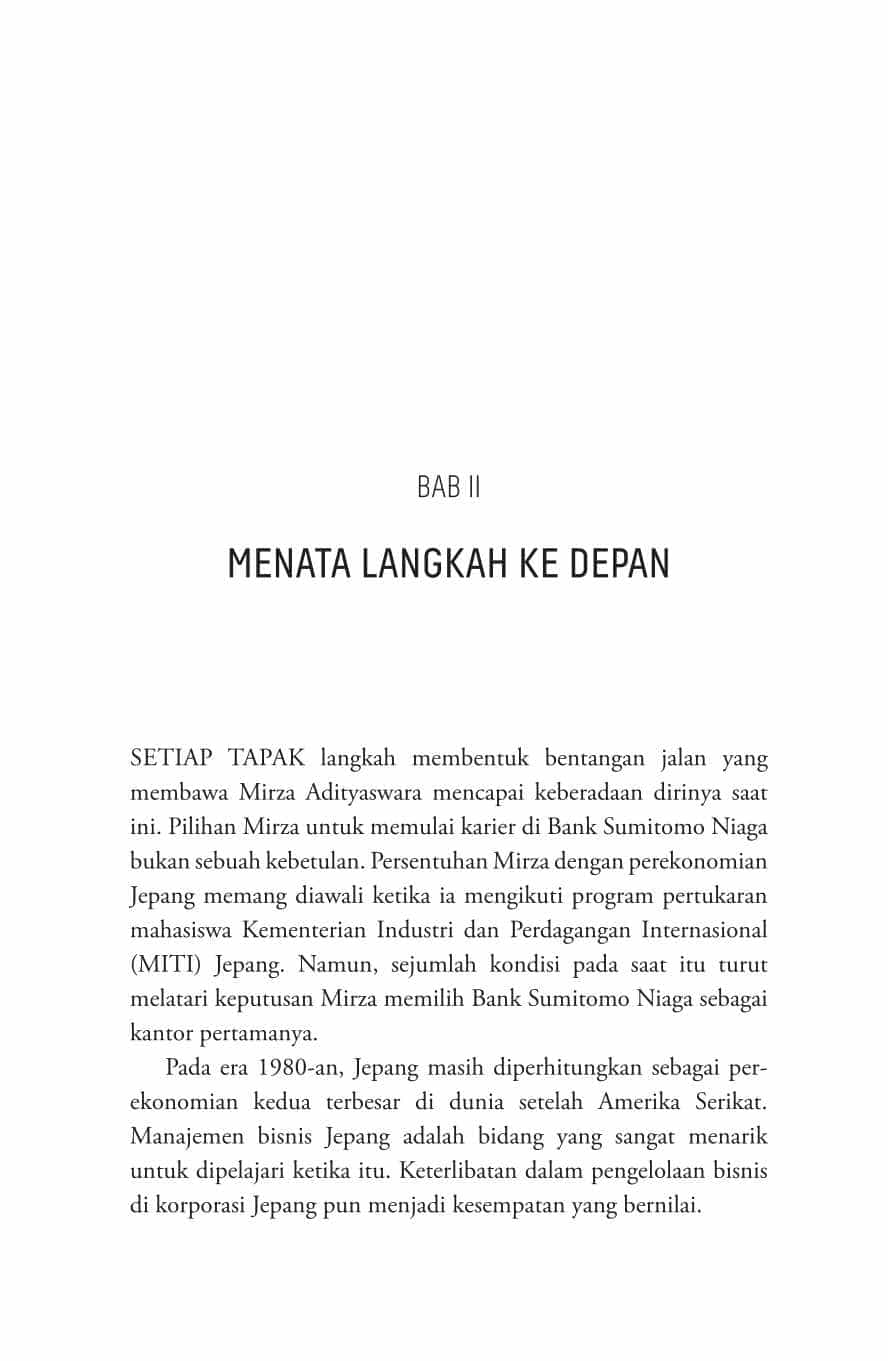 BAB II
MENATA LANGKAH KE DEPAN
SETIAP TAPAK langkah membentuk bentangan jalan yang
membawa Mirza Adityaswara mencapai keberadaan dirinya saat
ini. Pilihan Mirza untuk memulai karier di Bank Sumitomo Niaga
bukan sebuah kebetulan. Persentuhan Mirza dengan perekonomian
Jepang memang diawali ketika ia mengikuti program pertukaran
mahasiswa Kementerian Industri dan Perdagangan Internasional
(MITI) Jepang. Namun, sejumlah kondisi pada saat itu turut
melatari keputusan Mirza memilih Bank Sumitomo Niaga sebagai
kantor pertamanya.
Pada era 1980-an, Jepang masih diperhitungkan sebagai per-
ekonomian kedua terbesar di dunia setelah Amerika Serikat.
Manajemen bisnis Jepang adalah bidang yang sangat menarik
untuk dipelajari ketika itu. Keterlibatan dalam pengelolaan bisnis
di korporasi Jepang pun menjadi kesempatan yang bernilai.